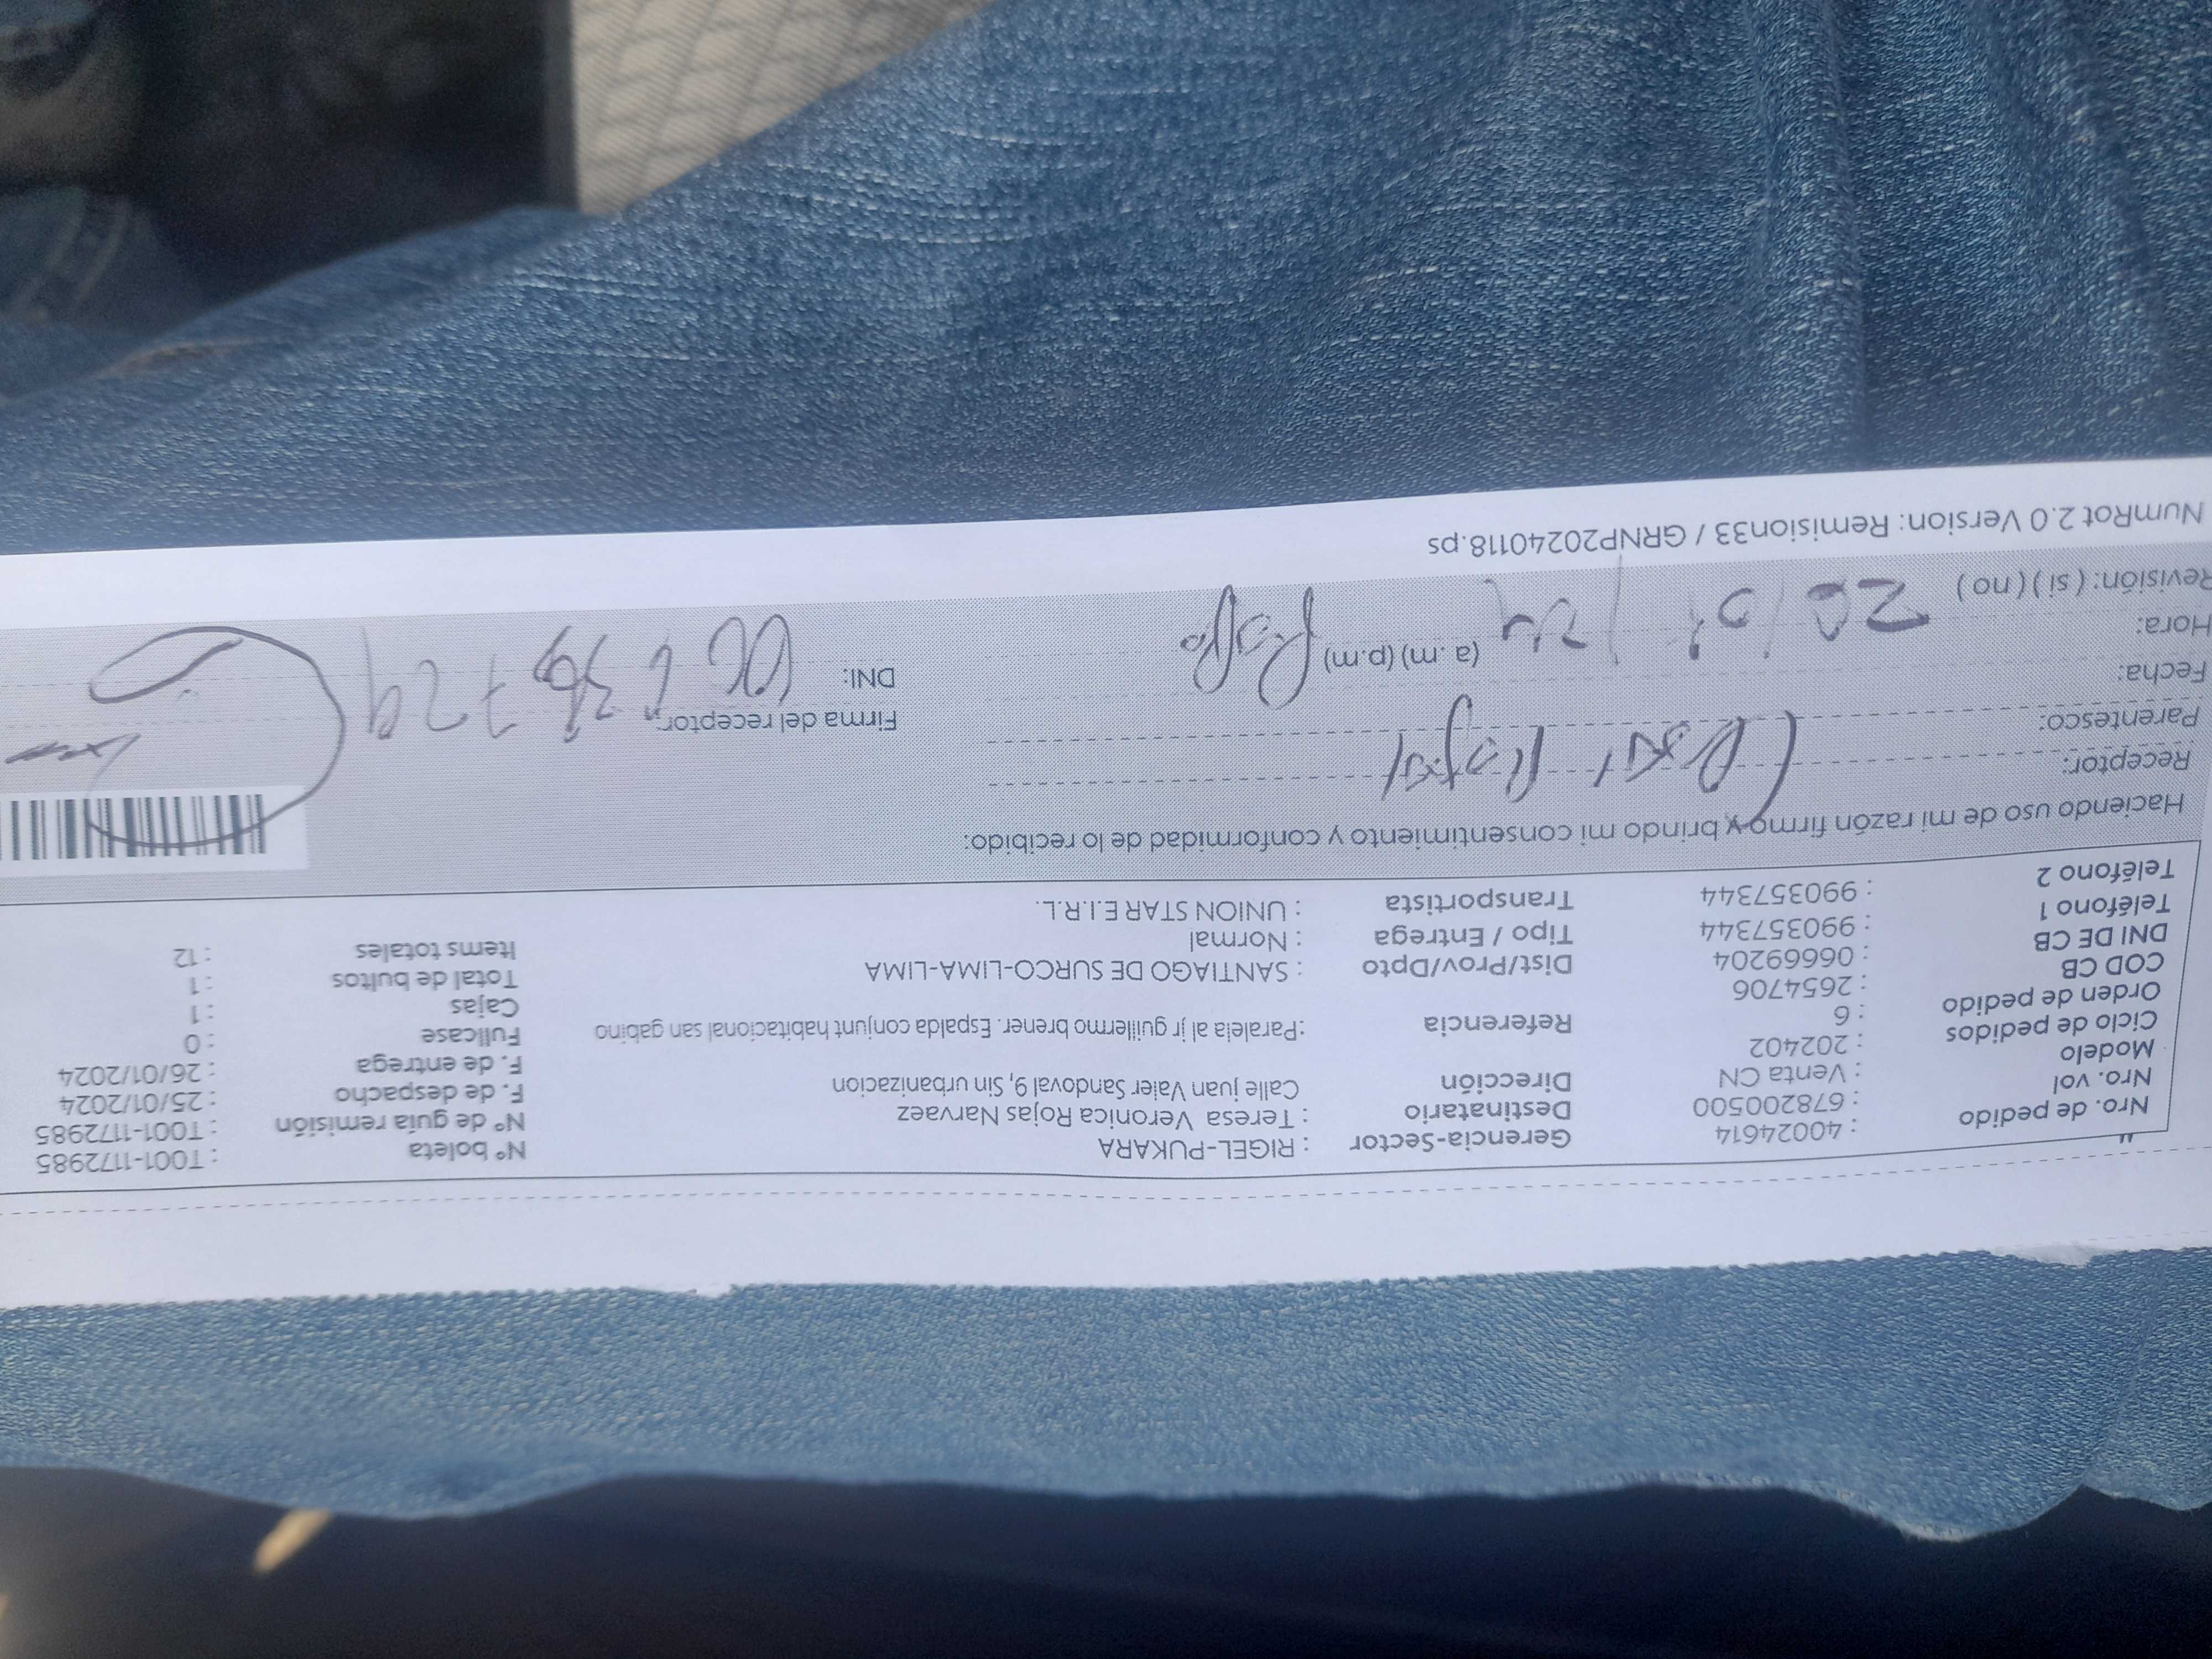 Nro. de pedido : 40024614 Gerencia-Sector : RIGEL-PUKARA Nº boleta : T001-1172985
Nro. vol : 678200500 Destinatario : Teresa Veronica Rojas Narvaez Nº de guía remisión : T001-1172985
Modelo : Venta CN Dirección Calle juan Valer Sandoval 9, Sin urbanizacion F. de despacho : 25/01/2024
Ciclo de pedidos : 202402 F. de entrega : 26/01/2024
Orden de pedido : 6 Referencia :Paralela al jr guillermo brener. Espalda conjunt habitacional san gabino Fullcase : 0
COD CB : 2654706 Cajas : 1
DNI DE CB : 06669204 Dist/Prov/Dpto : SANTIAGO DE SURCO-LIMA-LIMA Total de bultos : 1
Teléfono 1 : 990357344 Tipo / Entrega : Normal Items totales : 12
Teléfono 2 : 990357344 Transportista : UNION STAR E.I.R.L.
Haciendo uso de mi razón firmo y brindo mi consentimiento y conformidad de lo recibido:
Receptor:
Parentesco: Firma del receptor
Fecha: DNI:
Hora: (a.m) (p.m)
Revisión: ( si ) ( no )
NumRot 2.0 Version: Remision33 / GRNP20240118.ps